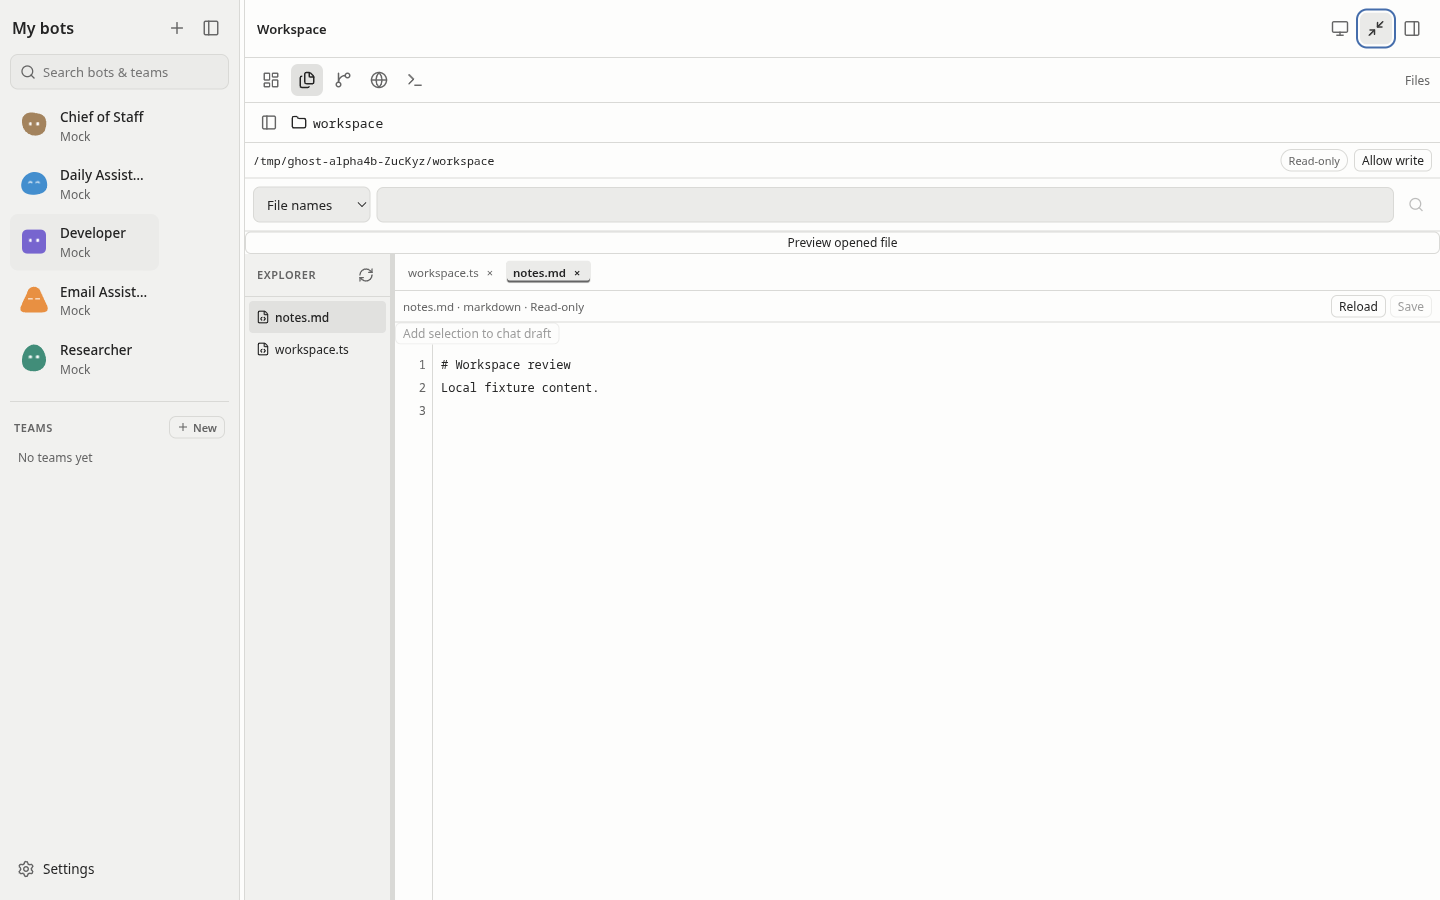 My bots
Search bots & teams
Chief of Staff
Mock
Daily Assist...
Mock
Developer
Mock
Email Assist...
Mock
Researcher
Mock
TEAMS
New
No teams yet
Settings
Workspace
Files
workspace
/tmp/ghost-alpha4b-ZucKyz/workspace
Read-only
Allow write
File names
Preview opened file
EXPLORER
notes.md
workspace.ts
workspace.ts ×
notes.md ×
notes.md · markdown · Read-only
Reload
Save
Add selection to chat draft
1 # Workspace review
2 Local fixture content.
3